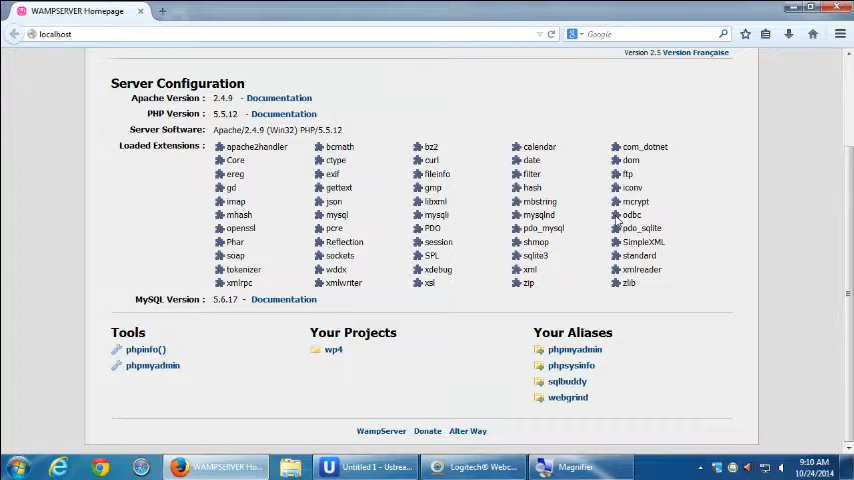 WAMPSERVER Homepage
localhost
Google
Version 2.5 Version Française
Server Configuration
Apache Version : 2.4.9 - Documentation
PHP Version : 5.5.12 - Documentation
Server Software: Apache/2.4.9 (Win32) PHP/5.5.12
Loaded Extensions : apache2handler bcmath bz2 calendar com_dotnet
Core ctype curl date dom
ereg exif fileinfo filter ftp
gd gettext gmp hash iconv
imap json libxml mbstring mcrypt
mhash mysql mysqli mysqlnd odbc
openssl pcre PDO pdo_mysql pdo_sqlite
Phar Reflection session shmop SimpleXML
soap sockets SPL sqlite3 standard
tokenizer wddx xdebug xml xmlreader
xmlrpc xmlwriter xsl zip zlib
MySQL Version : 5.6.17 - Documentation
Tools Your Projects Your Aliases
phpinfo() wp4 phpmyadmin
phpmyadmin phpsysinfo
sqlbuddy
webgrind
WampServer Donate Alter Way
WAMPSERVER Ho... Untitled 1 - Ustrea... Logitech® Webc... Magnifier
9:10 AM
10/24/2014